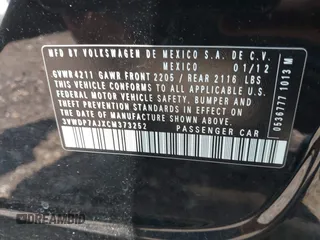 MFD BY VOLKSWAGEN DE MEXICO S.A. DE C.V.
MEXICO 01/12
GVWR 4211 GAWR FRONT 2205 / REAR 2116 LBS
THIS VEHICLE CONFORMS TO ALL APPLICABLE
FEDERAL MOTOR VEHICLE SAFETY, BUMPER AND
THEFT PREVENTION STANDARDS IN EFFECT ON
THE DATE OF MANUFACTURE SHOWN ABOVE.
3VWDP7AJXCM373252 PASSENGER CAR
0536777 1013 M
DREAMBID